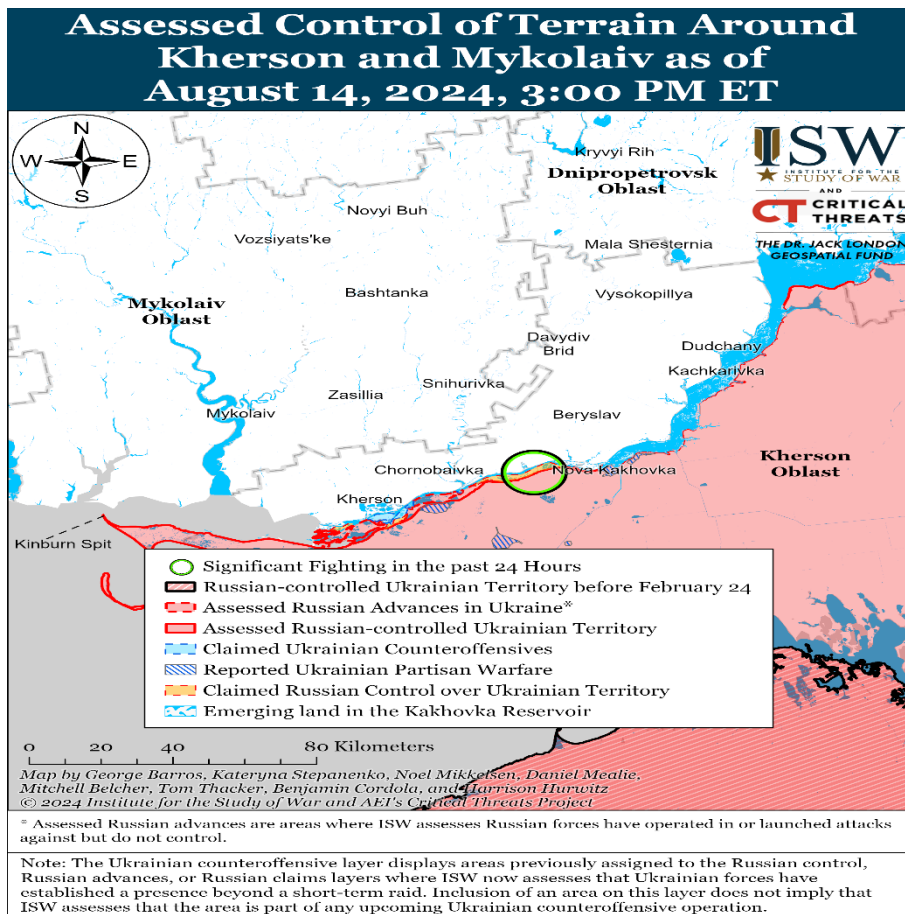 Assessed Control of Terrain Around
Kherson and Mykolaiv as of
August 14, 2024, 3:00 PM ET
N
W E
S
Kryvyi Rih
Dnipropetrovsk
Oblast
ISW
INSTITUTE FOR THE
STUDY OF WAR
AND
CT CRITICAL
THREATS
THE DR. JACK LONDON
GEOSPATIAL FUND
Novyi Buh
Vozsiyats'ke
Mala Shesternia
Bashtanka
Vysokopillya
Mykolaiv
Oblast
Davydiv
Brid
Dudchany
Kachkarivka
Snihurivka
Zasillia
Mykolaiv
Beryslav
Chornobaivka
Nova Kakhovka
Kherson
Oblast
Kherson
Kinburn Spit
Significant Fighting in the past 24 Hours
Russian-controlled Ukrainian Territory before February 24
Assessed Russian Advances in Ukraine*
Assessed Russian-controlled Ukrainian Territory
Claimed Ukrainian Counteroffensives
Reported Ukrainian Partisan Warfare
Claimed Russian Control over Ukrainian Territory
Emerging land in the Kakhovka Reservoir
0 20 40 80 Kilometers
Map by George Barros, Kateryna Stepanenko, Noel Mikkelsen, Daniel Mealie,
Mitchell Belcher, Tom Thacker, Benjamin Cordola, and Harrison Hurwitz
© 2024 Institute for the Study of War and AEI's Critical Threats Project
* Assessed Russian advances are areas where ISW assesses Russian forces have operated in or launched attacks
against but do not control.
Note: The Ukrainian counteroffensive layer displays areas previously assigned to the Russian control,
Russian advances, or Russian claims layers where ISW now assesses that Ukrainian forces have
established a presence beyond a short-term raid. Inclusion of an area on this layer does not imply that
ISW assesses that the area is part of any upcoming Ukrainian counteroffensive operation.